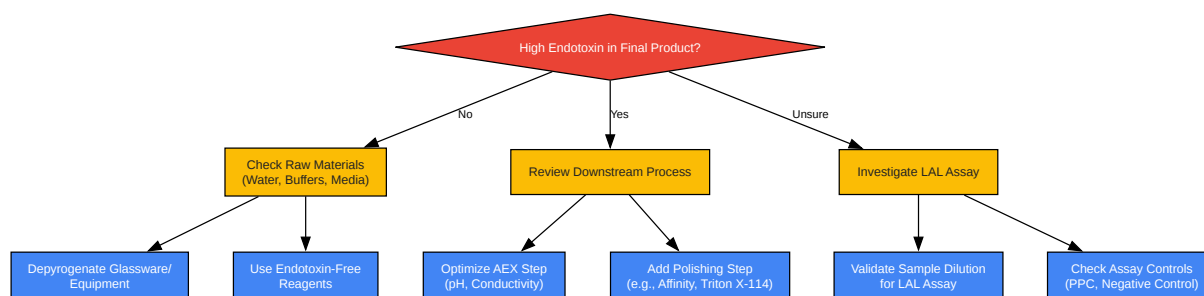 High Endotoxin in Final Product?
No
Yes
Unsure
Check Raw Materials
(Water, Buffers, Media)
Review Downstream Process
Investigate LAL Assay
Depyrogenate Glassware/
Equipment
Use Endotoxin-Free
Reagents
Optimize AEX Step
(pH, Conductivity)
Add Polishing Step
(e.g., Affinity, Triton X-114)
Validate Sample Dilution
for LAL Assay
Check Assay Controls
(PPC, Negative Control)